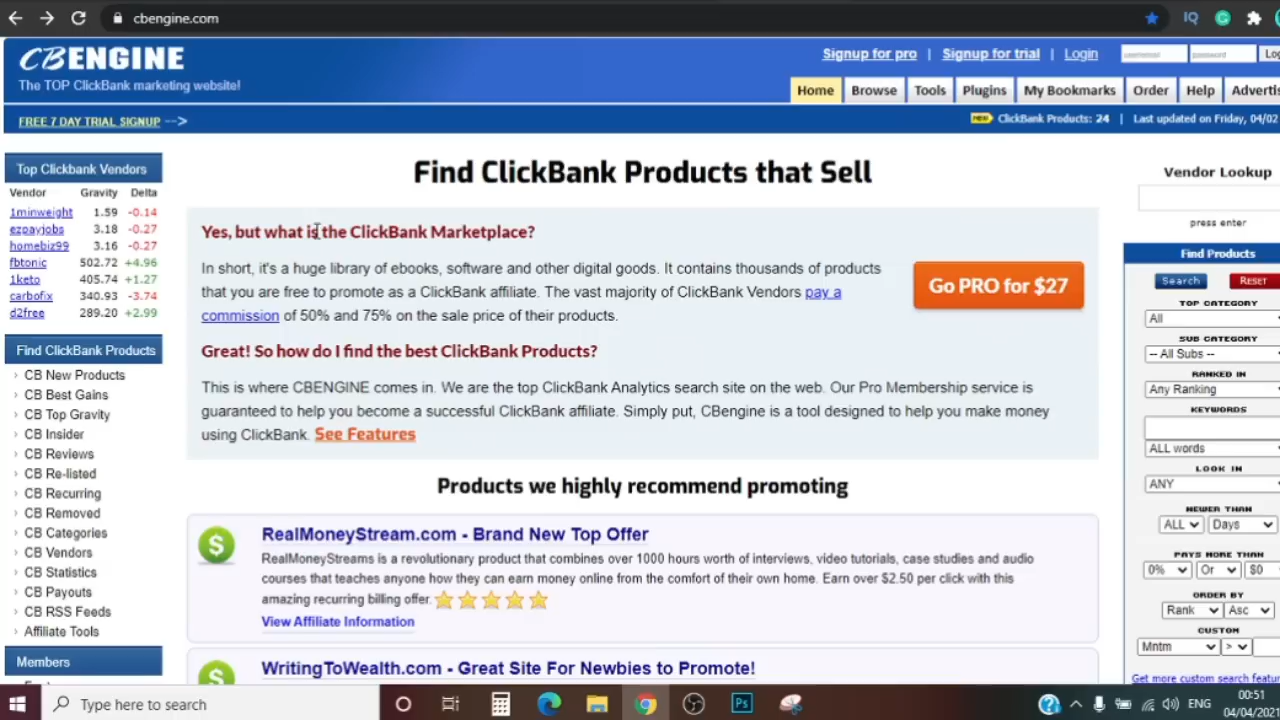 cbengine.com
IQ
CBENGINE
The TOP ClickBank marketing website!
Signup for pro | Signup for trial | Login
password
Home Browse Tools Plugins My Bookmarks Order Help
FREE 7 DAY TRIAL SIGNUP -->
NEW ClickBank Products: 24 | Last updated on Friday, 04/02
Top Clickbank Vendors
Vendor Gravity Delta
1minweight 1.59 -0.14
ezpayjobs 3.18 -0.27
homebiz99 3.16 -0.27
fbtonic 502.72 +4.96
1keto 405.74 +1.27
carbofix 340.93 -3.74
d2free 289.20 +2.99
Find ClickBank Products
CB New Products
CB Best Gains
CB Top Gravity
CB Insider
CB Reviews
CB Re-listed
CB Recurring
CB Removed
CB Categories
CB Vendors
CB Statistics
CB Payouts
CB RSS Feeds
Affiliate Tools
Members
Find ClickBank Products that Sell
Yes, but what is the ClickBank Marketplace?
In short, it's a huge library of ebooks, software and other digital goods. It contains thousands of products
that you are free to promote as a ClickBank affiliate. The vast majority of ClickBank Vendors pay a
commission of 50% and 75% on the sale price of their products.
Go PRO for $27
Great! So how do I find the best ClickBank Products?
This is where CBENGINE comes in. We are the top ClickBank Analytics search site on the web. Our Pro Membership service is
guaranteed to help you become a successful ClickBank affiliate. Simply put, CBengine is a tool designed to help you make money
using ClickBank. See Features
Products we highly recommend promoting
$
RealMoneyStream.com - Brand New Top Offer
RealMoneyStreams is a revolutionary product that combines over 1000 hours worth of interviews, video tutorials, case studies and audio
courses that teaches anyone how they can earn money online from the comfort of their own home. Earn over $2.50 per click with this
amazing recurring billing offer.
View Affiliate Information
$
WritingToWealth.com - Great Site For Newbies to Promote!
Vendor Lookup
press enter
Find Products
Search RESET
TOP CATEGORY
All
SUB CATEGORY
-- All Subs --
RANKED IN
Any Ranking
KEYWORDS
ALL words
LOOK IN
ANY
NEWER THAN
ALL Days
PAYS MORE THAN
0% Or $0
ORDER BY
Rank Asc
CUSTOM
Mntm >
Get more custom search
Type here to search
Ps
ENG
00:51
04/04/2021